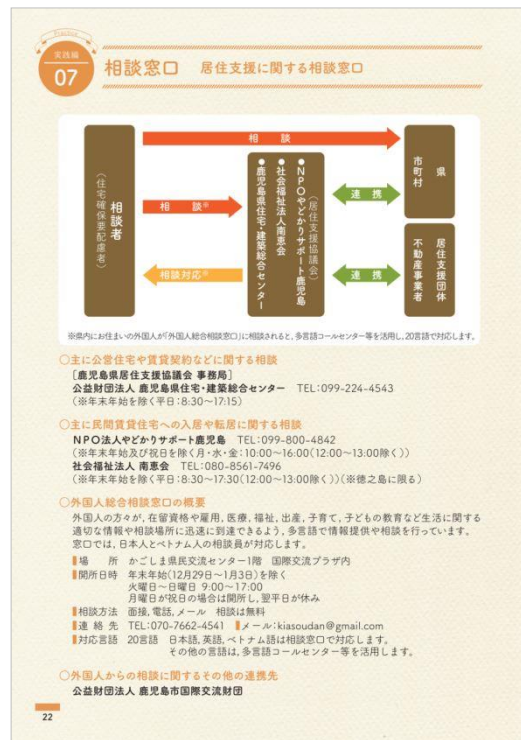 Practice
実践編
07
相談窓口 居住支援に関する相談窓口
相談者
(住宅確保要配慮者)
相 談
相 談※
相談対応※
(居住支援協議会)
●NPOやどかりサポート鹿児島
●社会福祉法人南恵会
●鹿児島県住宅・建築総合センター
連 携
連 携
県
市町村
居住支援団体
不動産事業者
※県内にお住まいの外国人が「外国人総合相談窓口」に相談されると,多言語コールセンター等を活用し,20言語で対応します。
○主に公営住宅や賃貸契約などに関する相談
[鹿児島県居住支援協議会 事務局]
公益財団法人 鹿児島県住宅・建築総合センター TEL:099-224-4543
(※年末年始を除く平日:8:30〜17:15)
○主に民間賃貸住宅への入居や転居に関する相談
NPO法人やどかりサポート鹿児島 TEL:099-800-4842
(※年末年始及び祝日を除く月・水・金:10:00〜16:00(12:00〜13:00除く))
社会福祉法人 南恵会 TEL:080-8561-7496
(※年末年始を除く平日:8:30〜17:30(12:00〜13:00除く))(※徳之島に限る)
○外国人総合相談窓口の概要
外国人の方々が,在留資格や雇用,医療,福祉,出産,子育て,子どもの教育など生活に関する
適切な情報や相談場所に迅速に到達できるよう,多言語で情報提供や相談を行っています。
窓口では,日本人とベトナム人の相談員が対応します。
場 所 かごしま県民交流センター1階 国際交流プラザ内
開所日時 年末年始(12月29日〜1月3日)を除く
火曜日〜日曜日 9:00〜17:00
月曜日が祝日の場合は開所し,翌平日が休み
相談方法 面接,電話,メール 相談は無料
連 絡 先 TEL:070-7662-4541 メール:kiasoudan@gmail.com
対応言語 20言語 日本語,英語,ベトナム語は相談窓口で対応します。
その他の言語は,多言語コールセンター等を活用します。
○外国人からの相談に関するその他の連携先
公益財団法人 鹿児島市国際交流財団
22